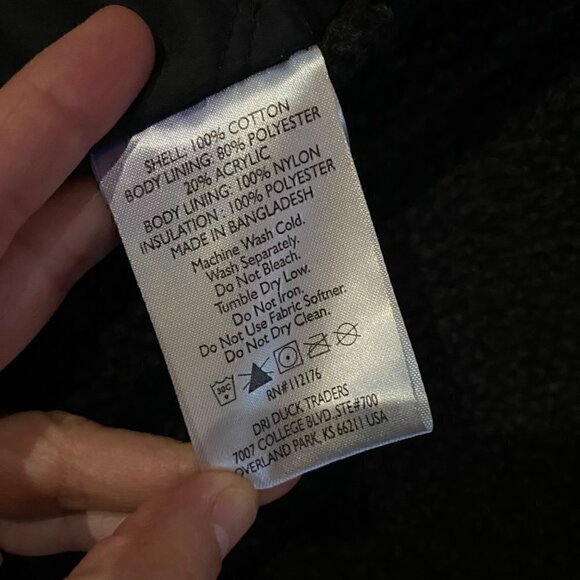 SHELL: 100% COTTON
BODY LINING: 80% POLYESTER
20% ACRYLIC
BODY LINING: 100% NYLON
INSULATION: 100% POLYESTER
MADE IN BANGLADESH
Machine Wash Cold.
Wash Separately.
Do Not Bleach.
Tumble Dry Low.
Do Not Iron.
Do Not Use Fabric Softner.
Do Not Dry Clean.
30C
RN#112176
DRI DUCK TRADERS
7007 COLLEGE BLVD. STE#700
OVERLAND PARK, KS 66211 USA